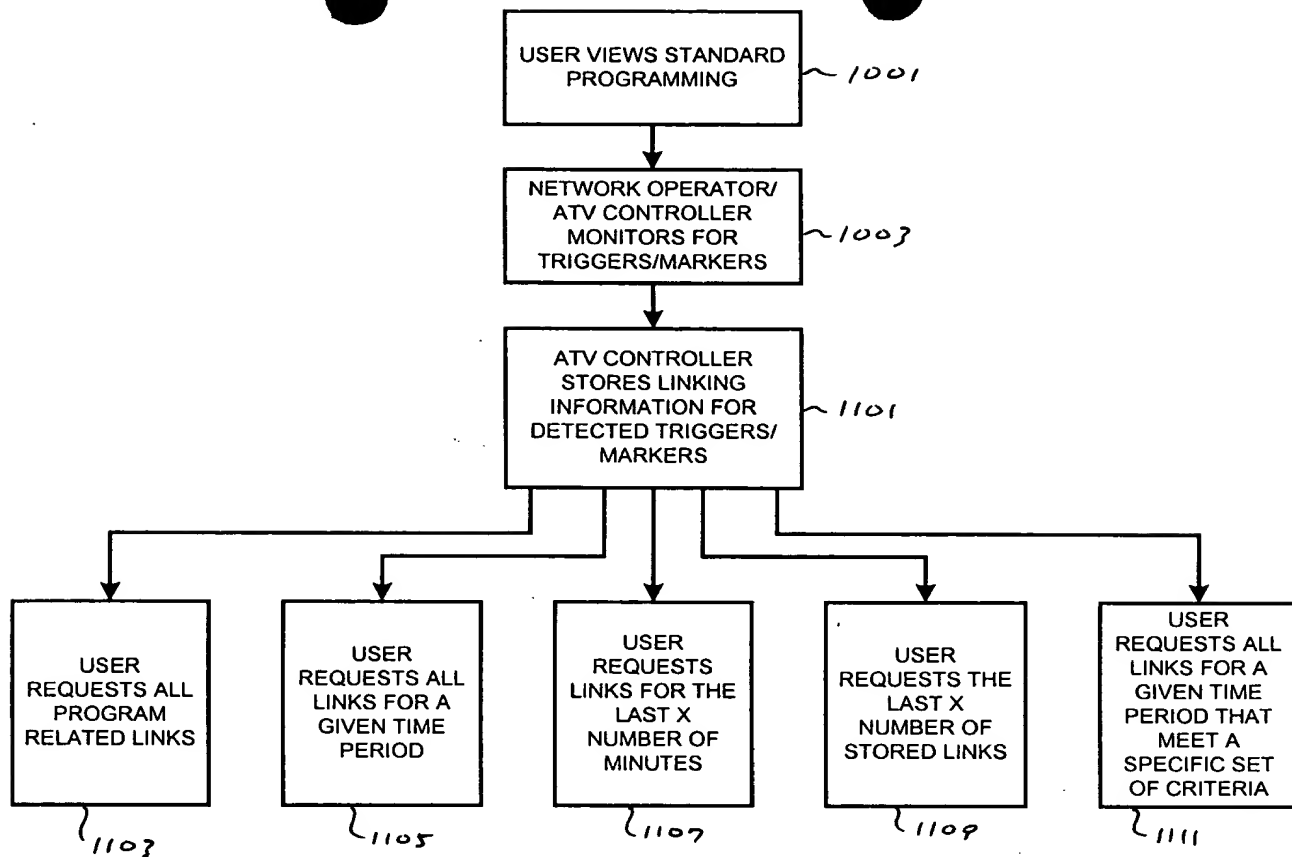 USER VIEWS STANDARD
PROGRAMMING
1001
NETWORK OPERATOR/
ATV CONTROLLER
MONITORS FOR
TRIGGERS/MARKERS
1003
ATV CONTROLLER
STORES LINKING
INFORMATION FOR
DETECTED TRIGGERS/
MARKERS
1101
USER
REQUESTS ALL
PROGRAM
RELATED LINKS
1103
USER
REQUESTS ALL
LINKS FOR A
GIVEN TIME
PERIOD
1105
USER
REQUESTS
LINKS FOR THE
LAST X
NUMBER OF
MINUTES
1107
USER
REQUESTS THE
LAST X
NUMBER OF
STORED LINKS
1109
USER
REQUESTS ALL
LINKS FOR A
GIVEN TIME
PERIOD THAT
MEET A
SPECIFIC SET
OF CRITERIA
1111